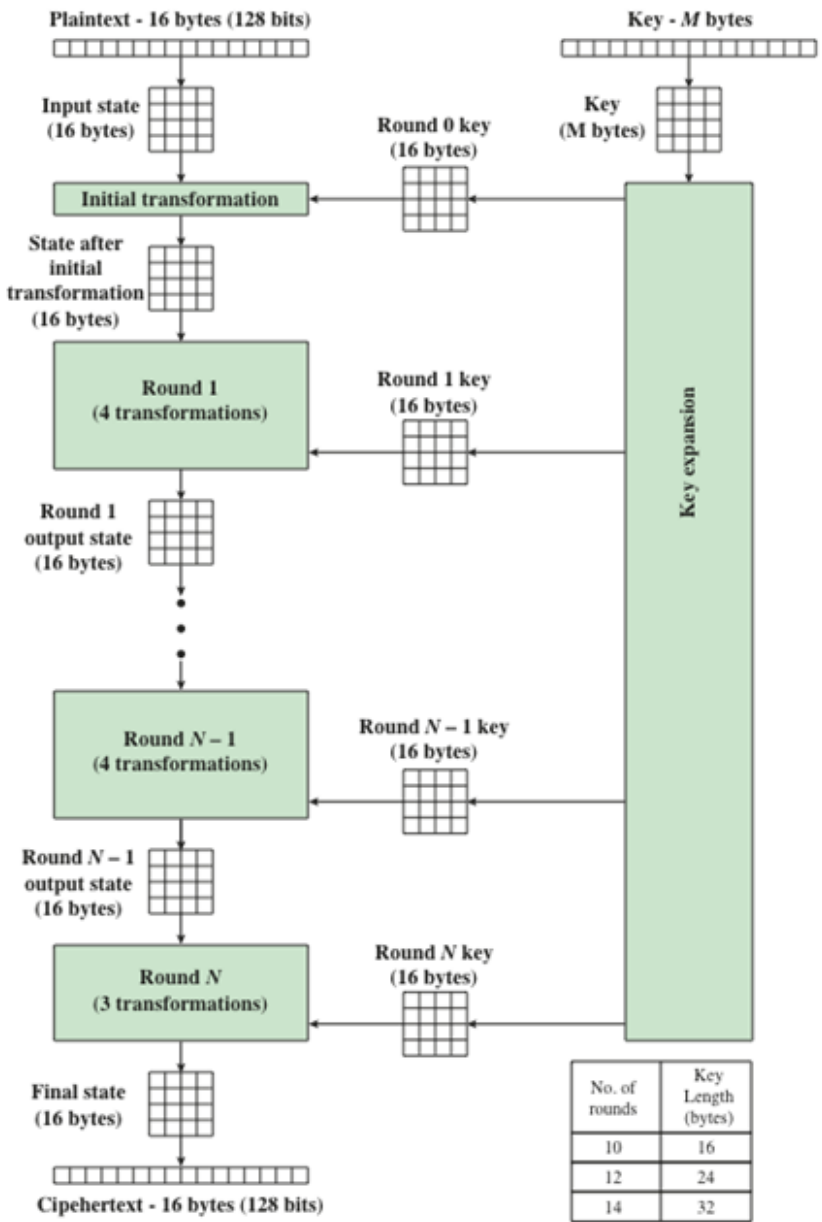 Plaintext - 16 bytes (128 bits)
Key - M bytes
Input state
(16 bytes)
Key
(M bytes)
Round 0 key
(16 bytes)
Initial transformation
State after
initial
transformation
(16 bytes)
Round 1
(4 transformations)
Round 1 key
(16 bytes)
Key expansion
Round 1
output state
(16 bytes)
Round N – 1
(4 transformations)
Round N – 1 key
(16 bytes)
Round N – 1
output state
(16 bytes)
Round N
(3 transformations)
Round N key
(16 bytes)
Final state
(16 bytes)
Cipehertext - 16 bytes (128 bits)
No. of
rounds
Key
Length
(bytes)
10 16
12 24
14 32